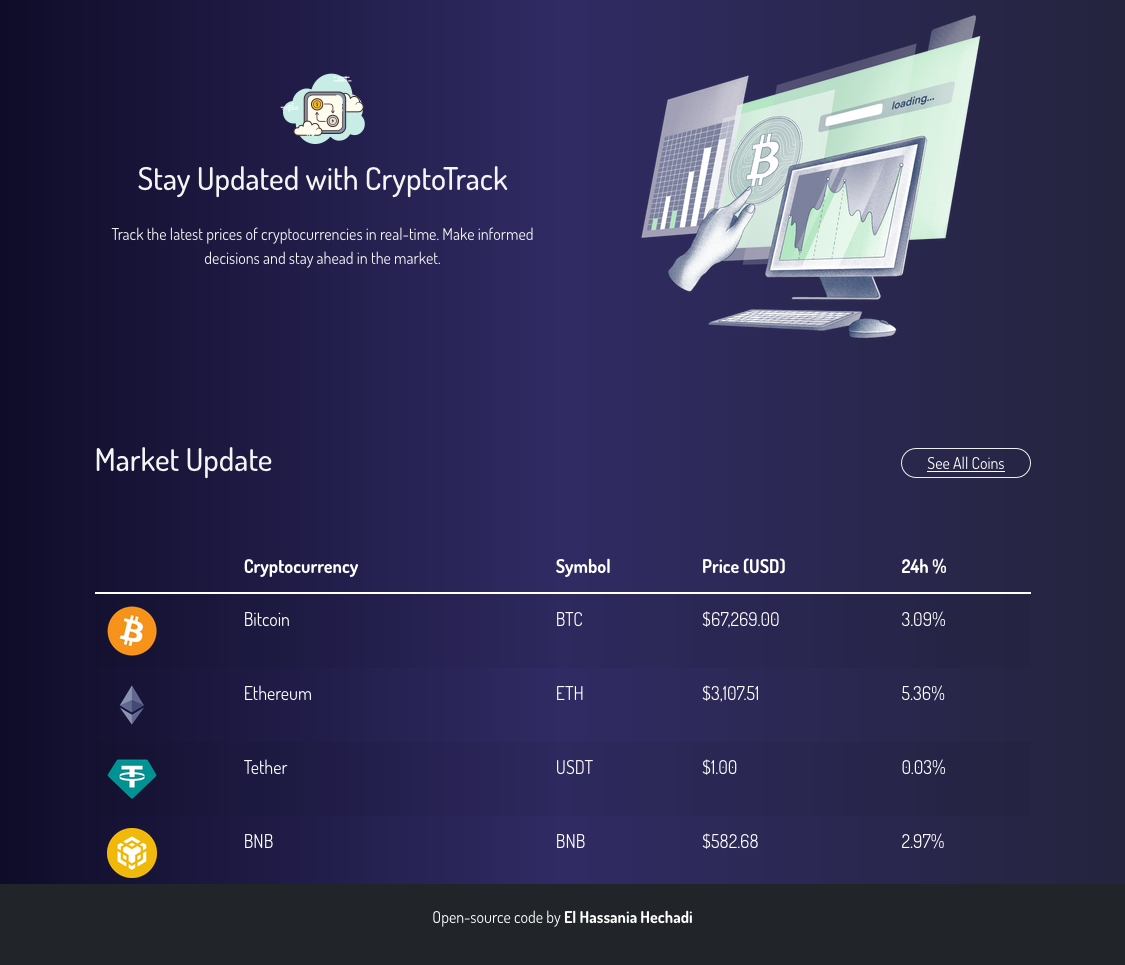 loading...
Stay Updated with CryptoTrack
Track the latest prices of cryptocurrencies in real-time. Make informed
decisions and stay ahead in the market.
Market Update
See All Coins
Cryptocurrency Symbol Price (USD) 24h %
Bitcoin BTC $67,269.00 3.09%
Ethereum ETH $3,107.51 5.36%
Tether USDT $1.00 0.03%
BNB BNB $582.68 2.97%
Open-source code by El Hassania Hechadi